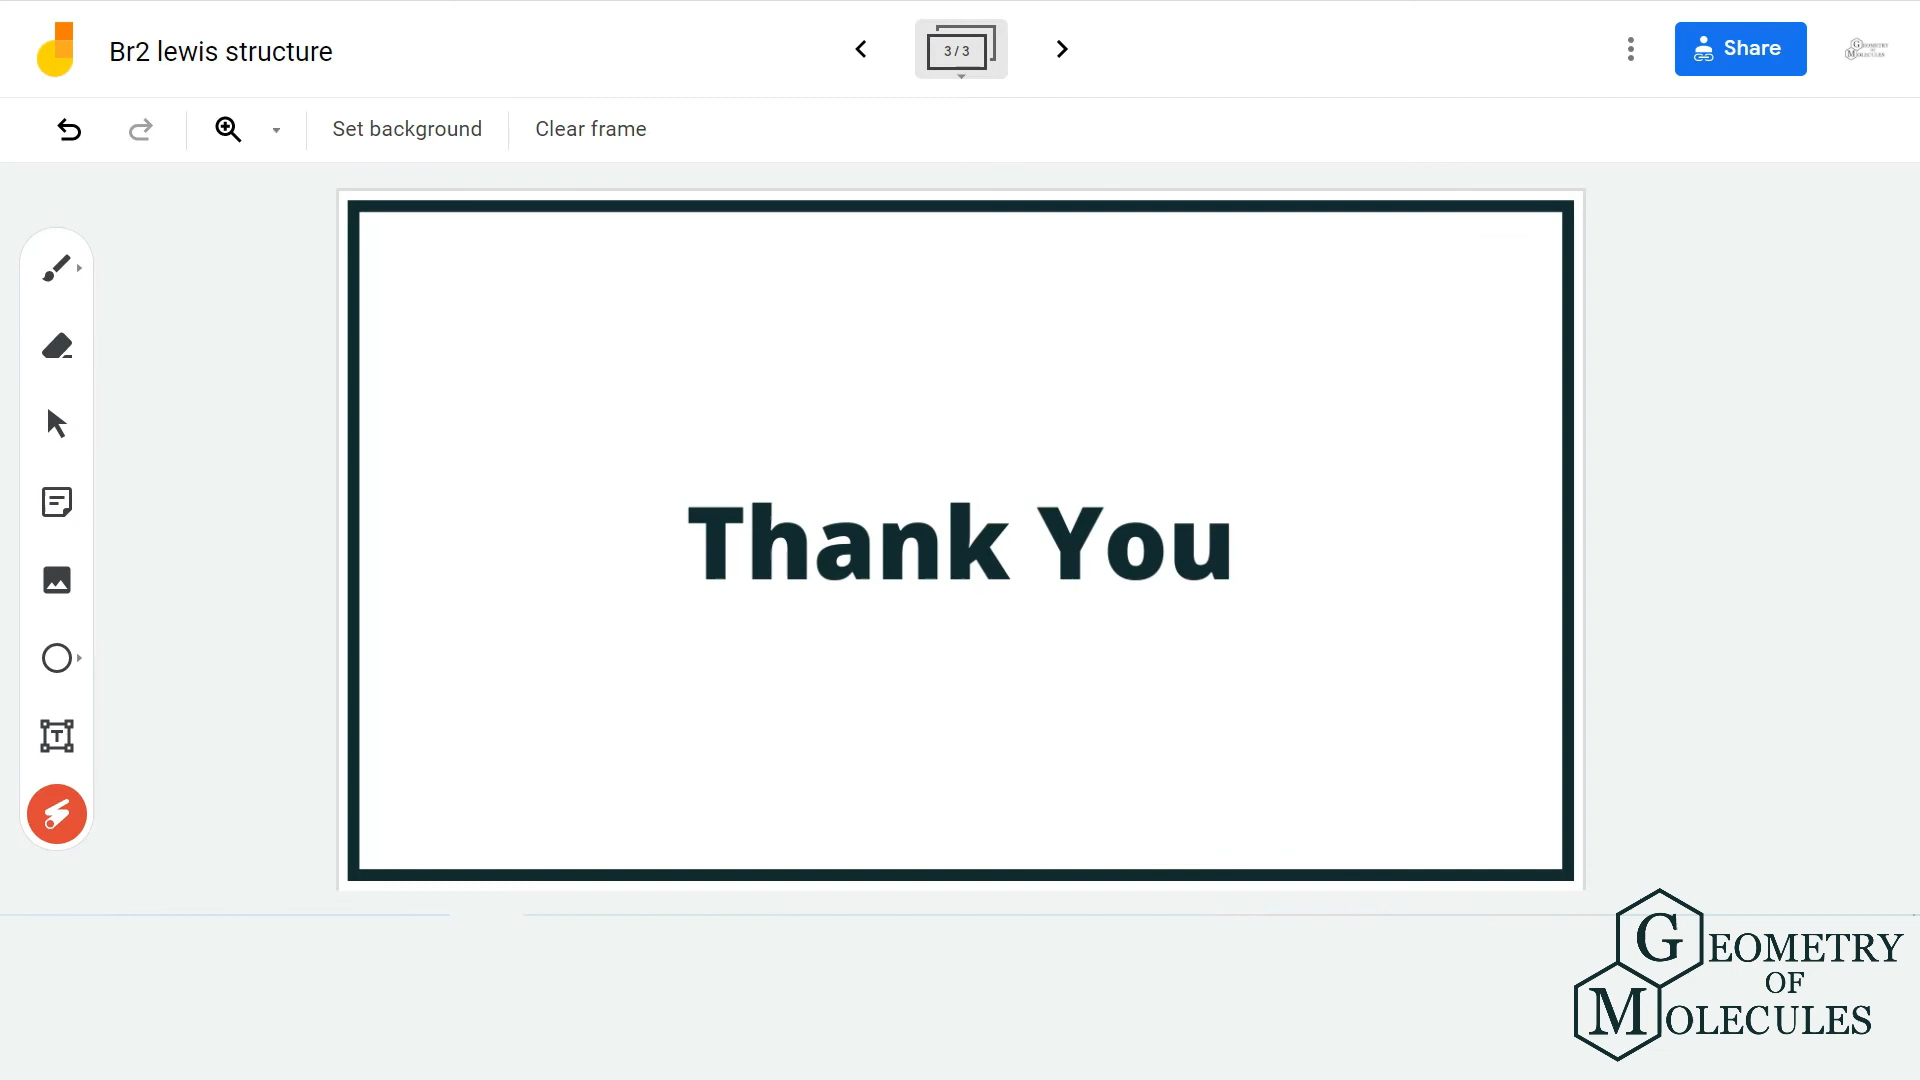 Br2 lewis structure
3 / 3
Share
Set background
Clear frame
Thank You
GEOMETRY
OF
MOLECULES